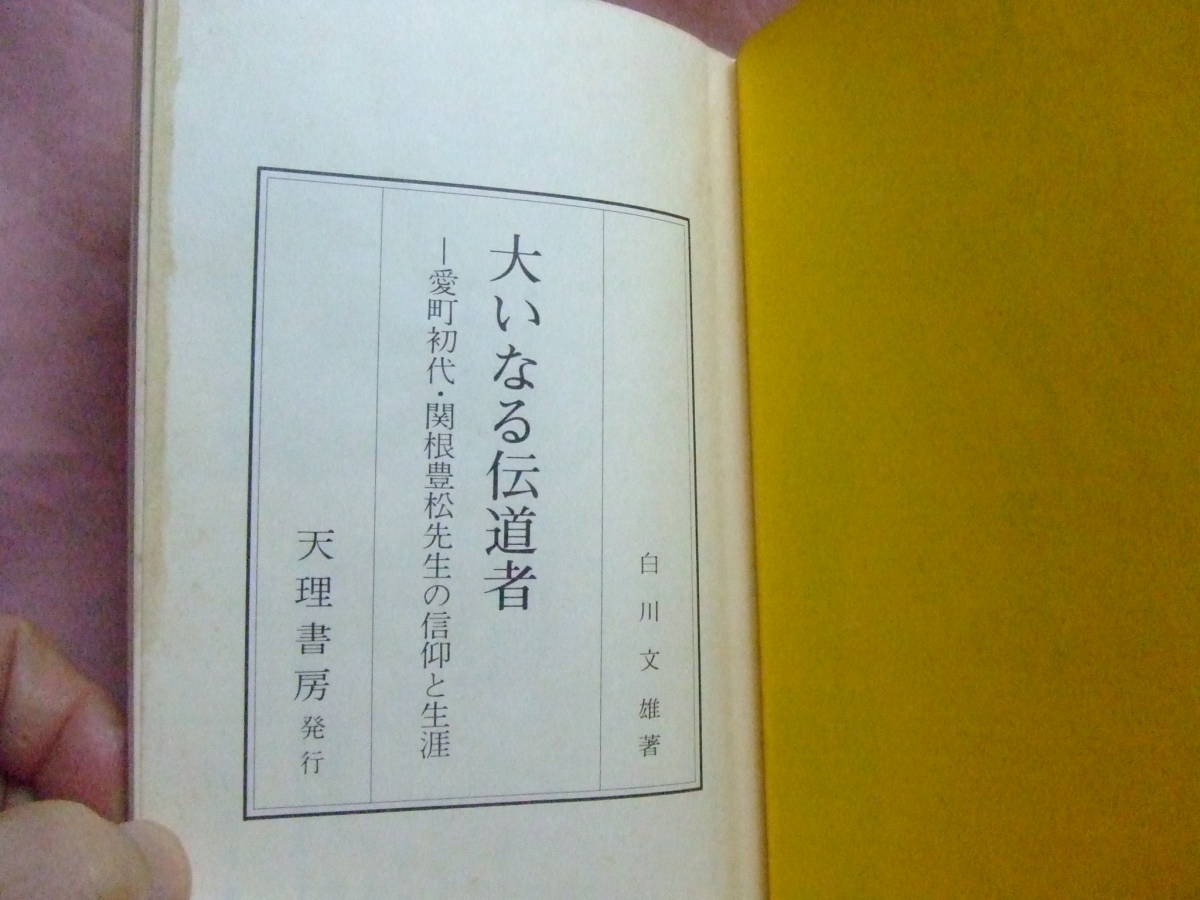 白川文雄著
大いなる伝道者
―愛町初代・関根豊松先生の信仰と生涯
天理書房発行